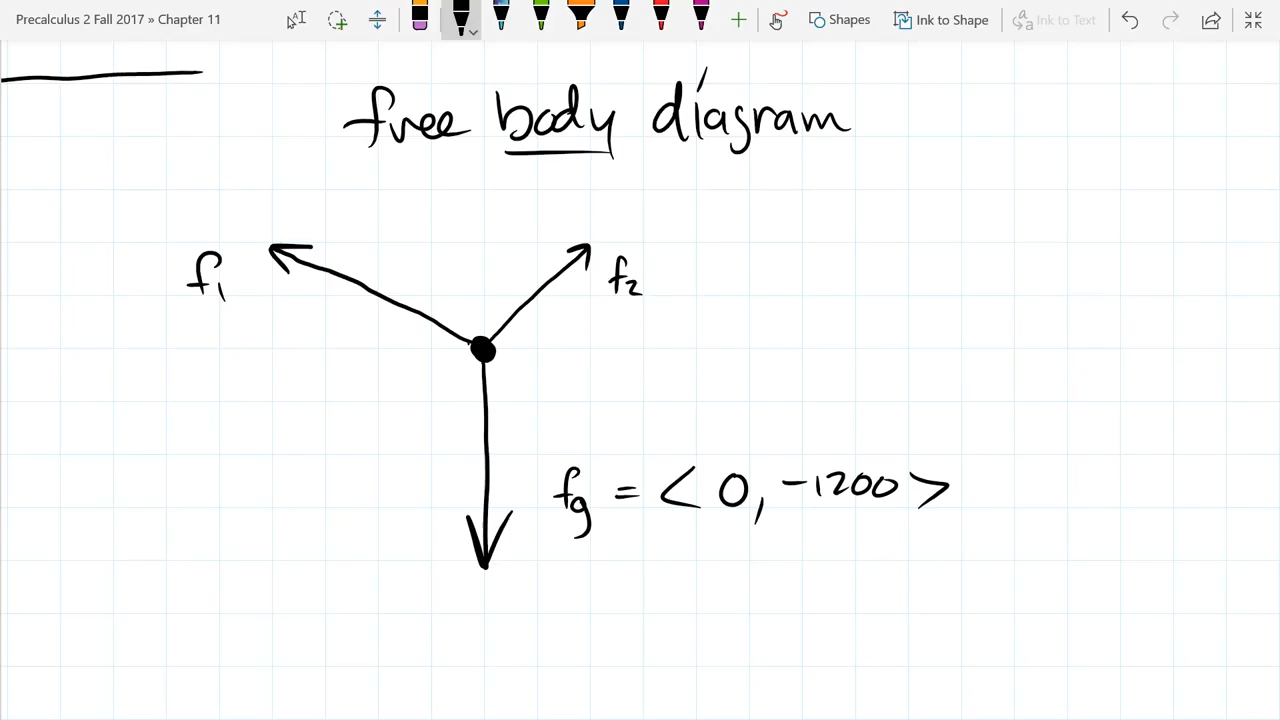 Precalculus 2 Fall 2017 » Chapter 11
Shapes
Ink to Shape
Ink to Text
free body diagram
f₁
f₂
fg = < 0, -1200 >